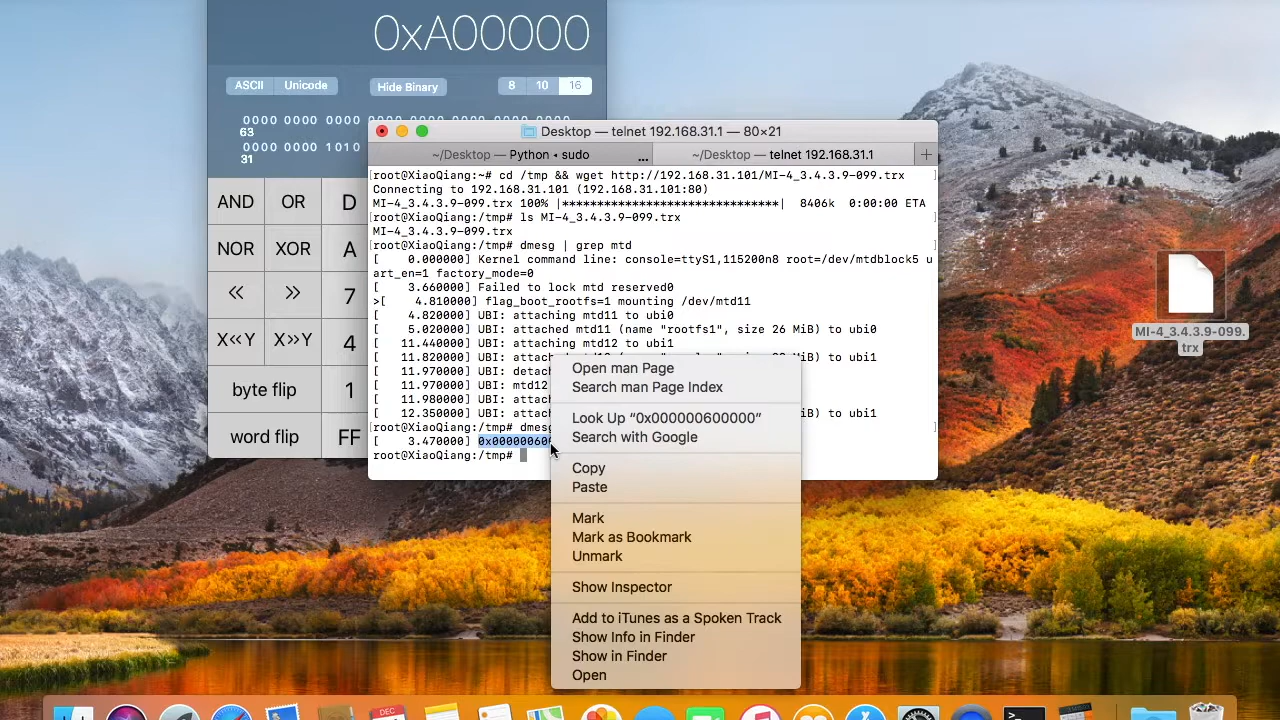 0xA00000
ASCII Unicode Hide Binary 8 10 16
0000 0000 0000 0000 0000 0000 0000 0000
63
0000 0000 1010
31
AND OR D
NOR XOR A
<< >> 7
X<<Y X>>Y 4
byte flip 1
word flip FF
Desktop — telnet 192.168.31.1 — 80×21
~/Desktop — Python • sudo ... ~/Desktop — telnet 192.168.31.1 +
[root@XiaoQiang:~# cd /tmp && wget http://192.168.31.101/MI-4_3.4.3.9-099.trx ]
Connecting to 192.168.31.101 (192.168.31.101:80)
MI-4_3.4.3.9-099.trx 100% |*******************************| 8406k 0:00:00 ETA
[root@XiaoQiang:/tmp# ls MI-4_3.4.3.9-099.trx ]
MI-4_3.4.3.9-099.trx
[root@XiaoQiang:/tmp# dmesg | grep mtd ]
[ 0.000000] Kernel command line: console=ttyS1,115200n8 root=/dev/mtdblock5 u
art_en=1 factory_mode=0
[ 3.660000] Failed to lock mtd reserved0
>[ 4.810000] flag_boot_rootfs=1 mounting /dev/mtd11
[ 4.820000] UBI: attaching mtd11 to ubi0
[ 5.020000] UBI: attached mtd11 (name "rootfs1", size 26 MiB) to ubi0
[ 11.440000] UBI: attaching mtd12 to ubi1
[ 11.820000] UBI: MiB) to ubi1
[ 11.970000] UBI: detach
[ 11.970000] UBI: mtd12
[ 11.980000] UBI: attach
[ 12.350000] UBI: attach MiB) to ubi1
[root@XiaoQiang:/tmp# dmesg ]
[ 3.470000] 0x00000060
root@XiaoQiang:/tmp#
Open man Page
Search man Page Index
Look Up “0x000000600000”
Search with Google
Copy
Paste
Mark
Mark as Bookmark
Unmark
Show Inspector
Add to iTunes as a Spoken Track
Show Info in Finder
Show in Finder
Open
MI-4_3.4.3.9-099.
trx
DEC